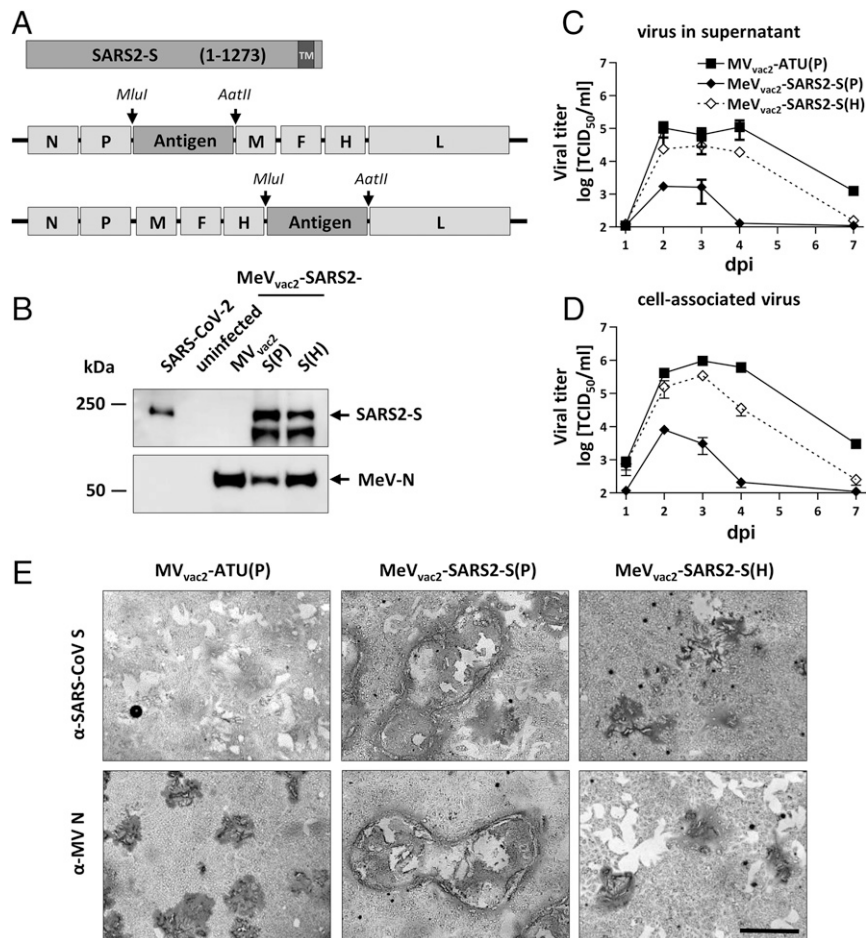 A
SARS2-S (1-1273) TM
MluI AatII
N P Antigen M F H L
MluI AatII
N P M F H Antigen L
B
MeVvac2-SARS2-
SARS-CoV-2
uninfected
MVvac2
S(P)
S(H)
kDa
250
SARS2-S
50
MeV-N
C
virus in supernatant
MVvac2-ATU(P)
MeVvac2-SARS2-S(P)
MeVvac2-SARS2-S(H)
Viral titer
log [TCID50/ml]
6
5
4
3
2
1 2 3 4 5 6 7
dpi
D
cell-associated virus
Viral titer
log [TCID50/ml]
7
6
5
4
3
2
1 2 3 4 5 6 7
dpi
E
MVvac2-ATU(P) MeVvac2-SARS2-S(P) MeVvac2-SARS2-S(H)
α-SARS-CoV S
α-MV N